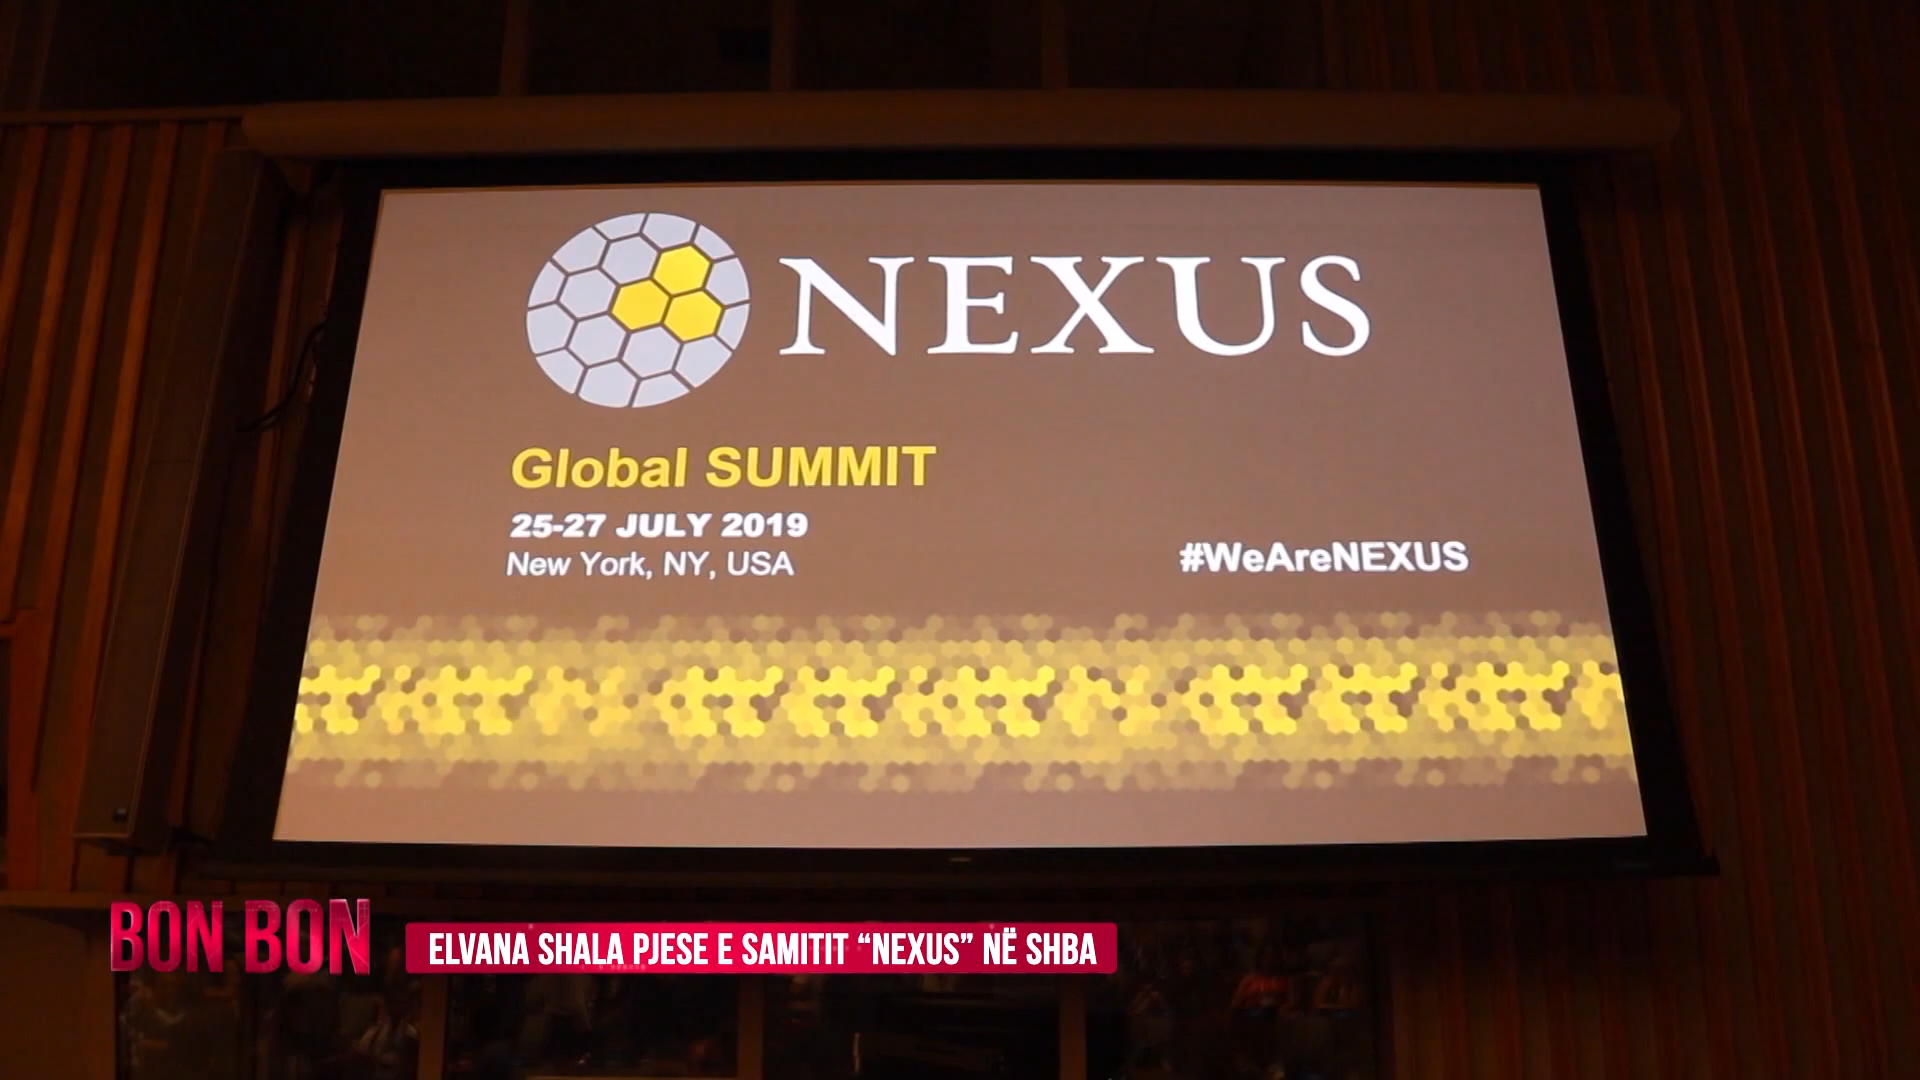 NEXUS
Global SUMMIT
25-27 JULY 2019
New York, NY, USA
#WeAreNEXUS
BON BON
ELVANA SHALA PJESE E SAMITIT “NEXUS” NË SHBA